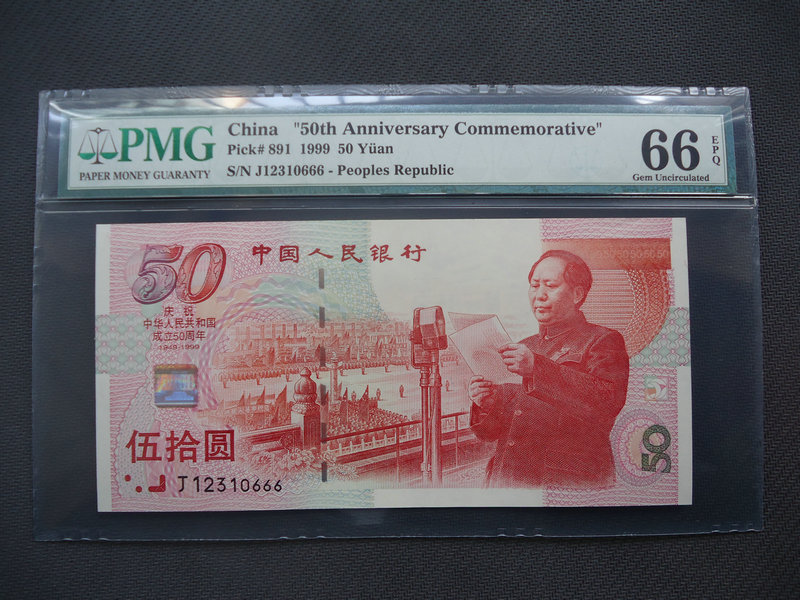 PMG
PAPER MONEY GUARANTY
China "50th Anniversary Commemorative"
Pick# 891 1999 50 Yüan
S/N J12310666 - Peoples Republic
66 EPQ
Gem Uncirculated
50
中国人民银行
庆祝
中华人民共和国
成立50周年
1949-1999
伍拾圆
J12310666
50